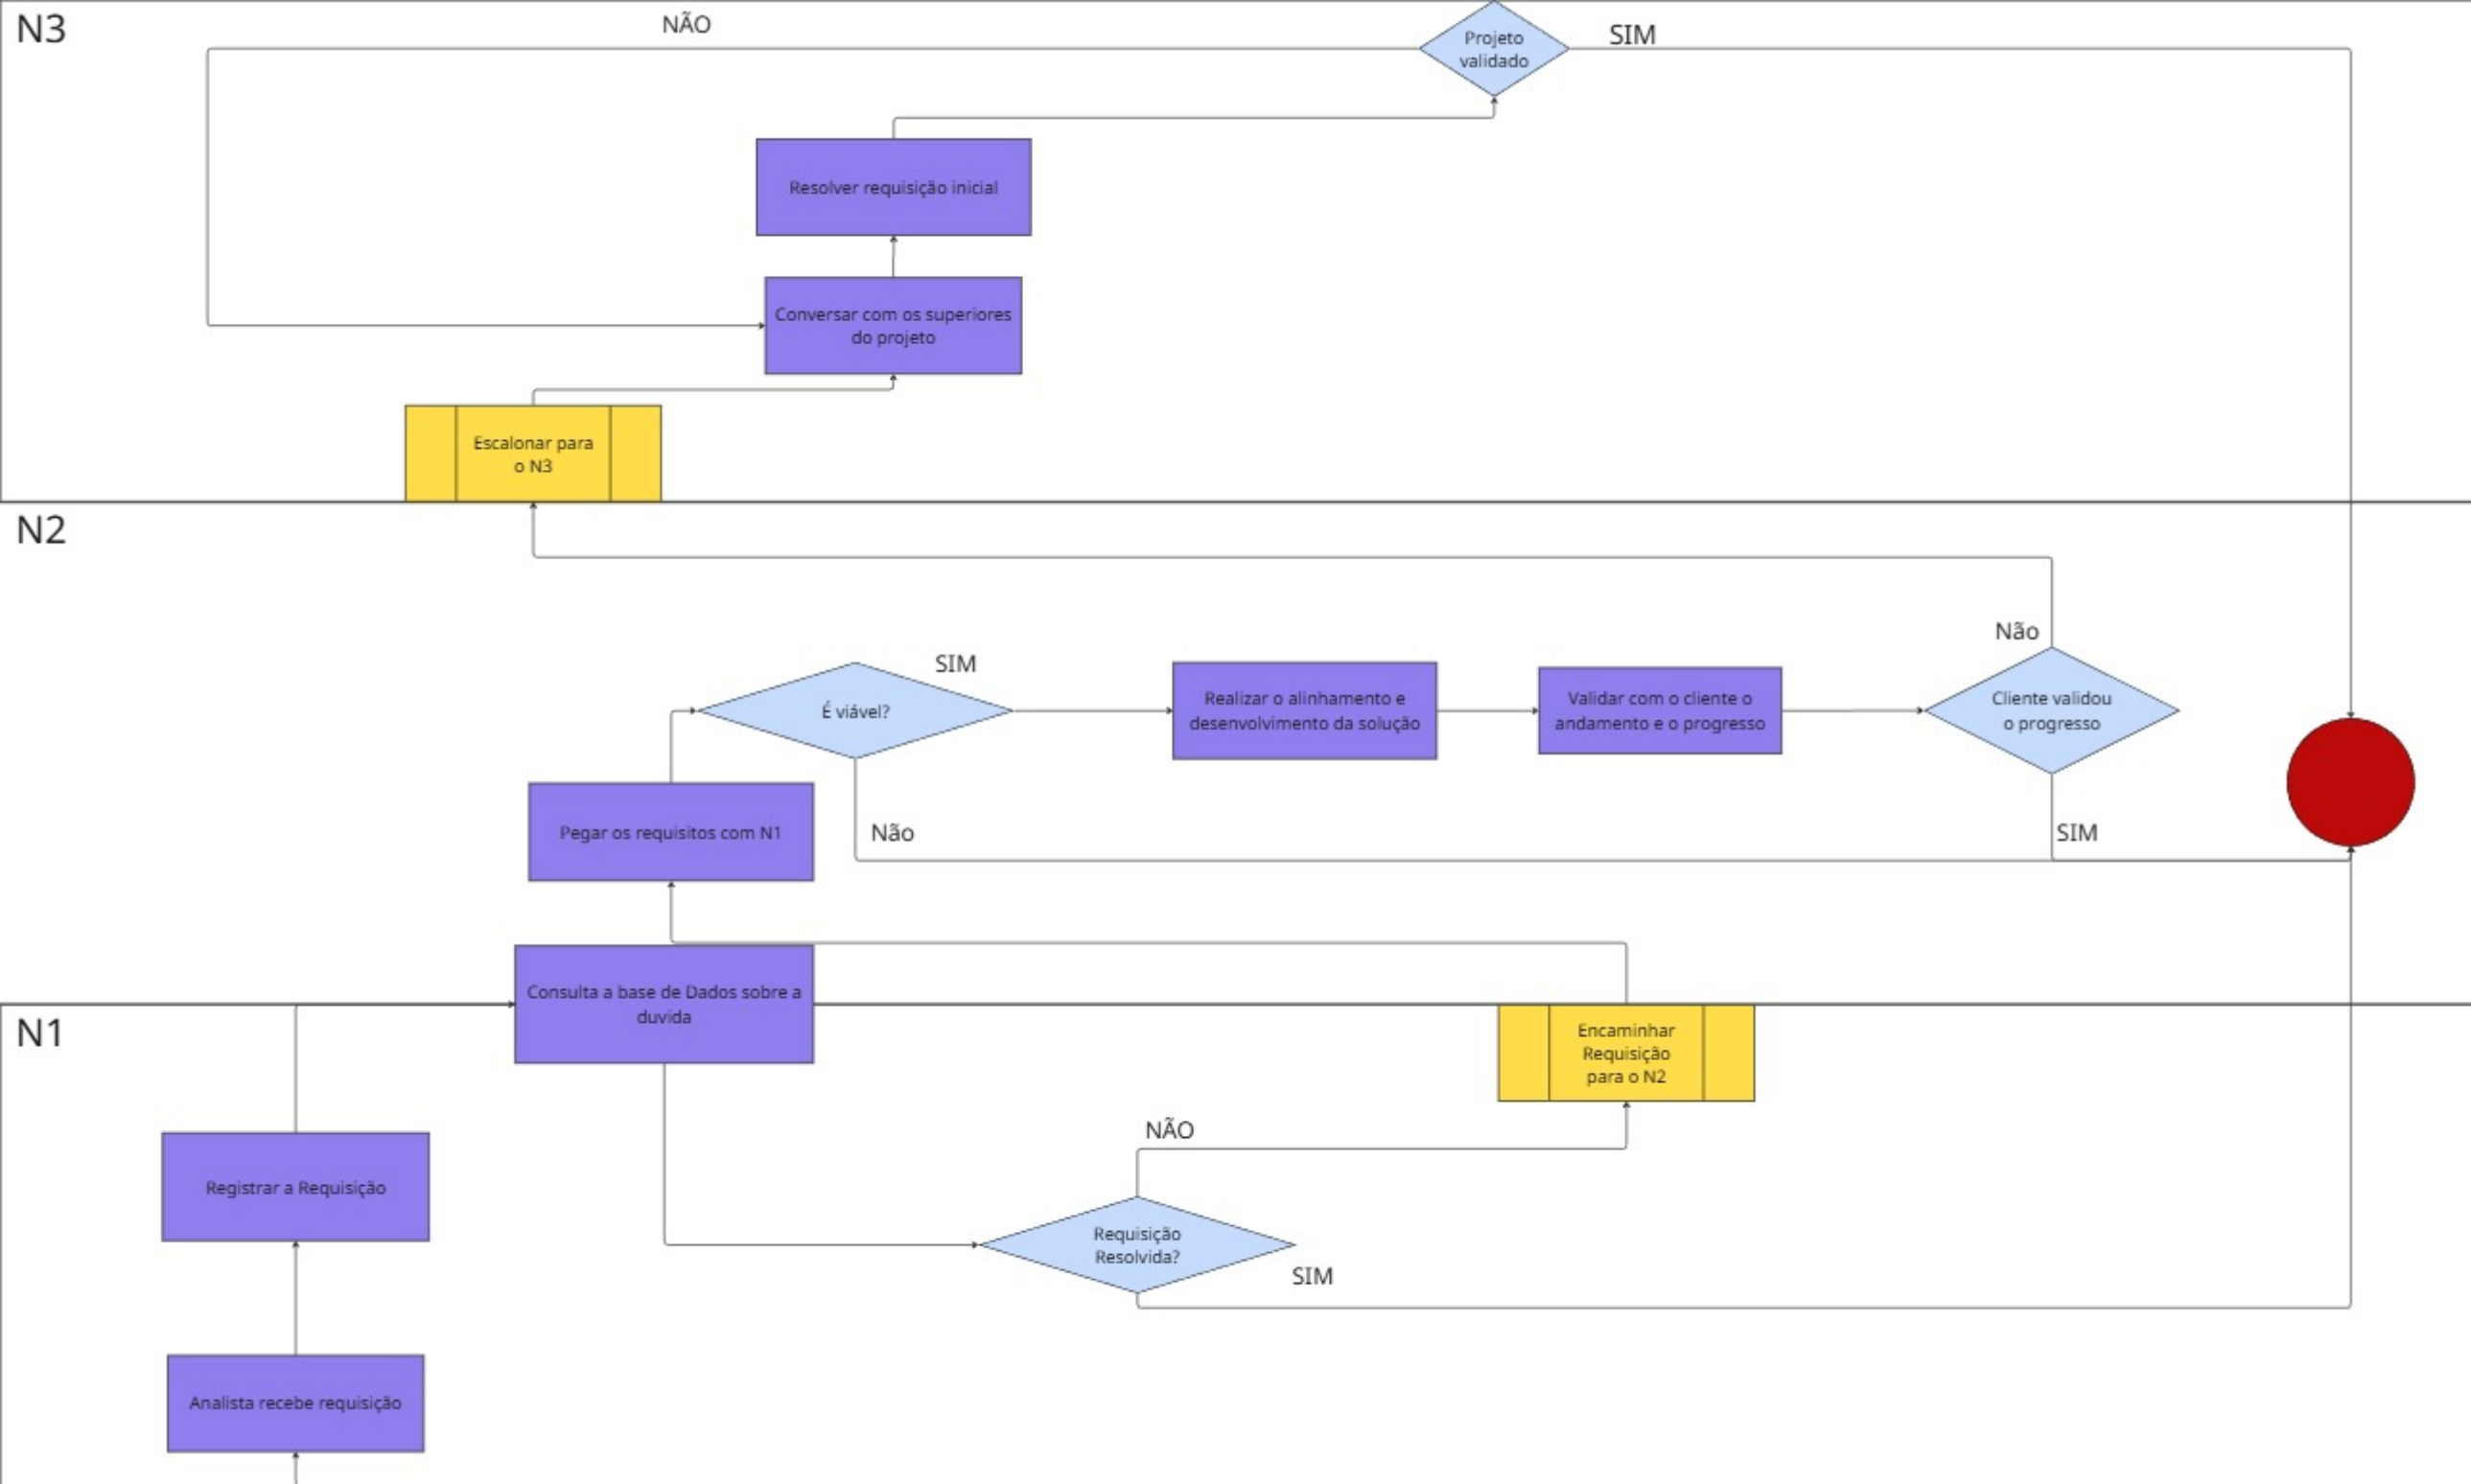 N3
NÃO
Projeto
validado
SIM
Resolver requisição inicial
Conversar com os superiores
do projeto
Escalonar para
o N3
N2
Não
SIM
É viável?
Realizar o alinhamento e
desenvolvimento da solução
Validar com o cliente o
andamento e o progresso
Cliente validou
o progresso
Pegar os requisitos com N1
Não
SIM
Consulta a base de Dados sobre a
duvida
N1
Encaminhar
Requisição
para o N2
NÃO
Registrar a Requisição
Requisição
Resolvida?
SIM
Analista recebe requisição